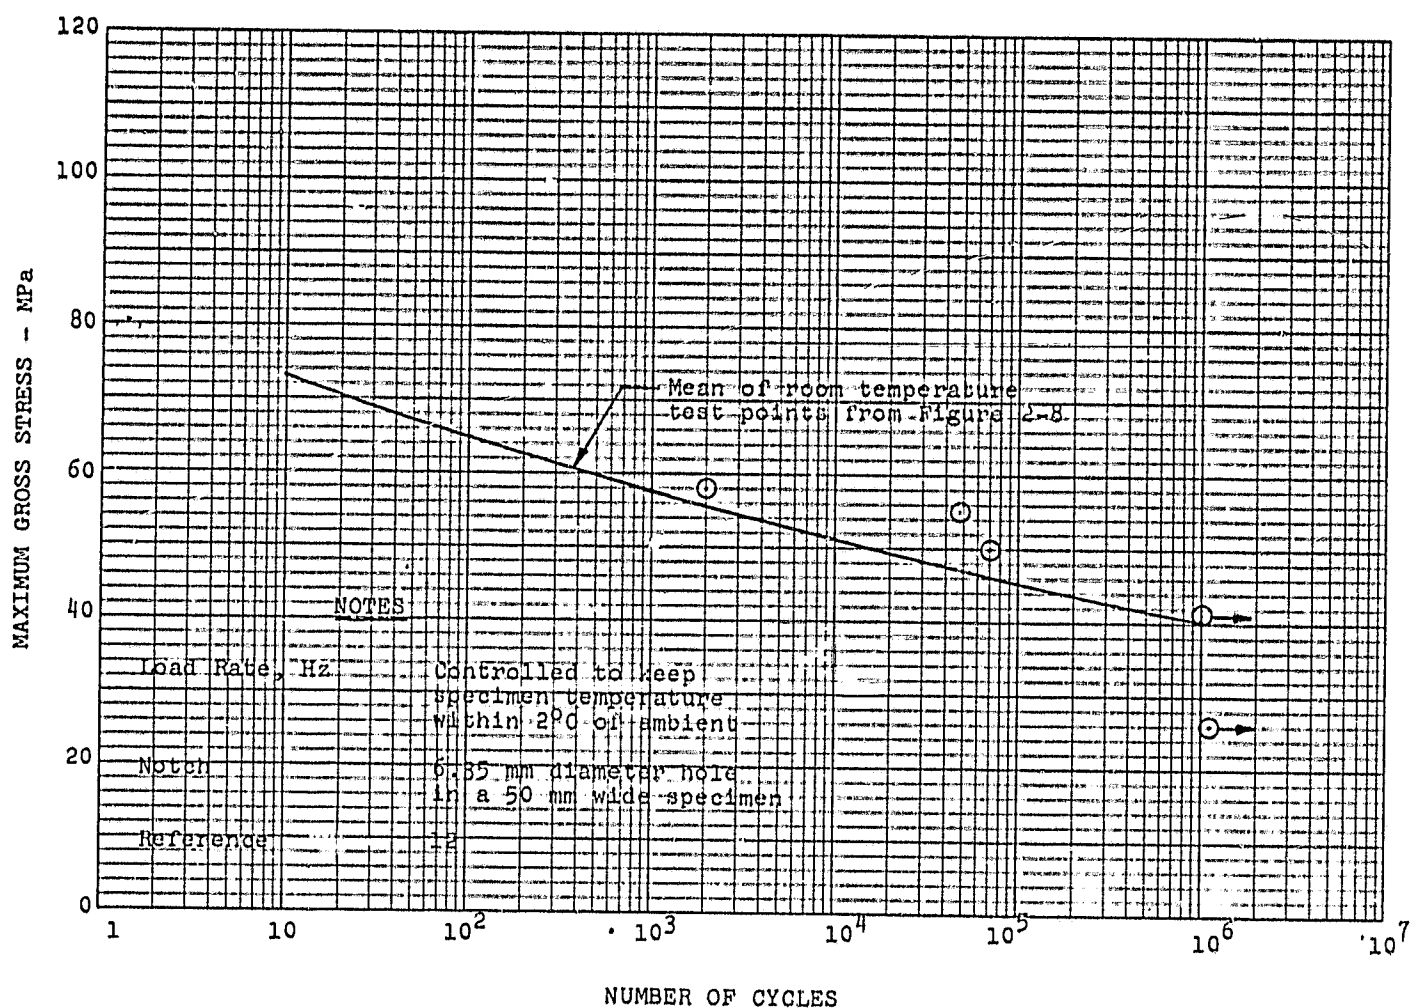 120
100
80
60
40
20
0
MAXIMUM GROSS STRESS - MPa
Mean of room temperature
test points from Figure 2-8
NOTES
Load Rate, Hz Controlled to keep
specimen temperature
within 2°C of ambient
Notch 6.35 mm diameter hole
in a 50 mm wide specimen
Reference 12
1 10 10² 10³ 10⁴ 10⁵ 10⁶ 10⁷
NUMBER OF CYCLES